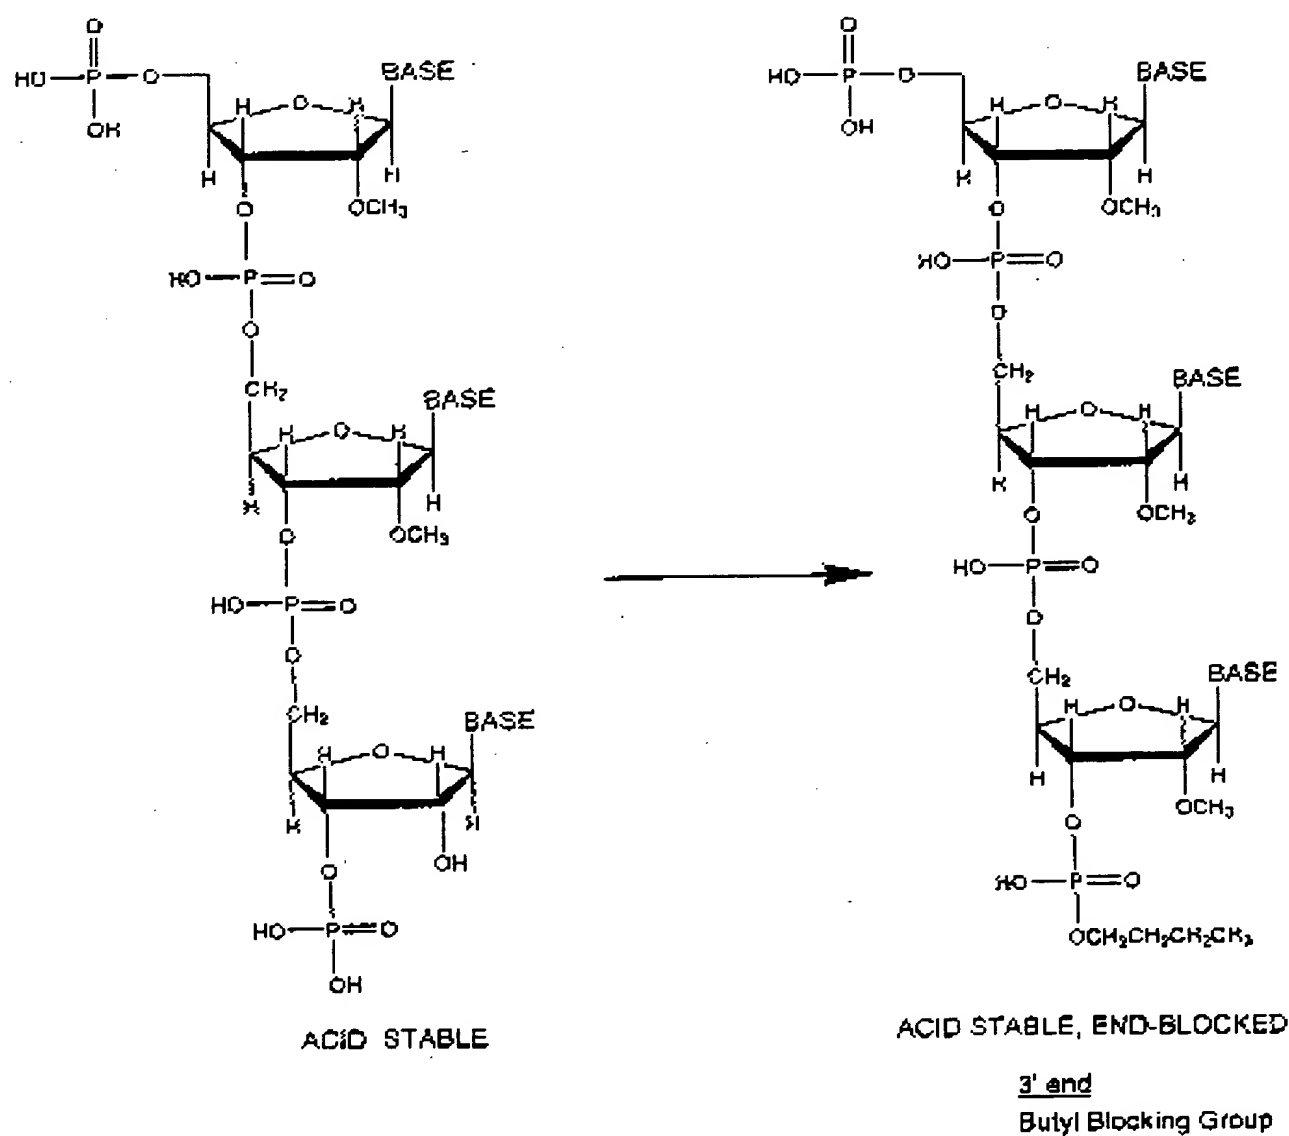 O
HO P O BASE
H O H
OH
H H
O OCH3
HO P O
O
CH2
BASE
H O H
H H
O OCH3
HO P O
O
CH2
BASE
H O H
H H
O OH
HO P O
OH
ACID STABLE
O
HO P O BASE
H O H
OH
H H
O OCH3
HO P O
O
CH2
BASE
H O H
H H
O OCH3
HO P O
O
CH2
BASE
H O H
H H
O OCH3
HO P O
OCH2CH2CH2CH3
ACID STABLE, END-BLOCKED
3' end
Butyl Blocking Group